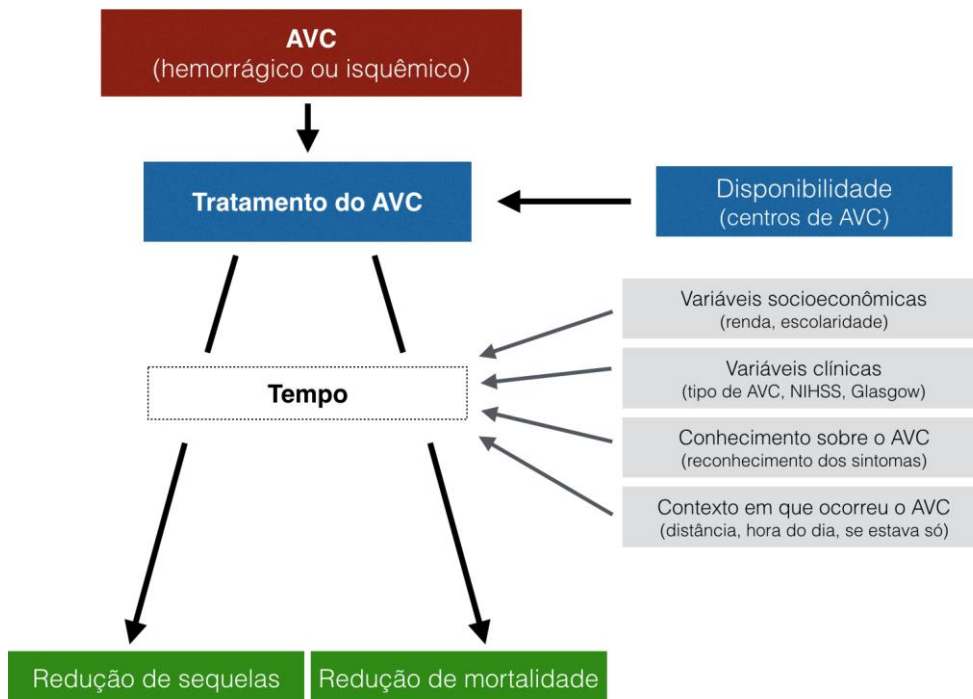 AVC
(hemorrágico ou isquêmico)
Tratamento do AVC
Disponibilidade
(centros de AVC)
Variáveis socioeconômicas
(renda, escolaridade)
Variáveis clínicas
(tipo de AVC, NIHSS, Glasgow)
Tempo
Conhecimento sobre o AVC
(reconhecimento dos sintomas)
Contexto em que ocorreu o AVC
(distância, hora do dia, se estava só)
Redução de sequelas
Redução de mortalidade